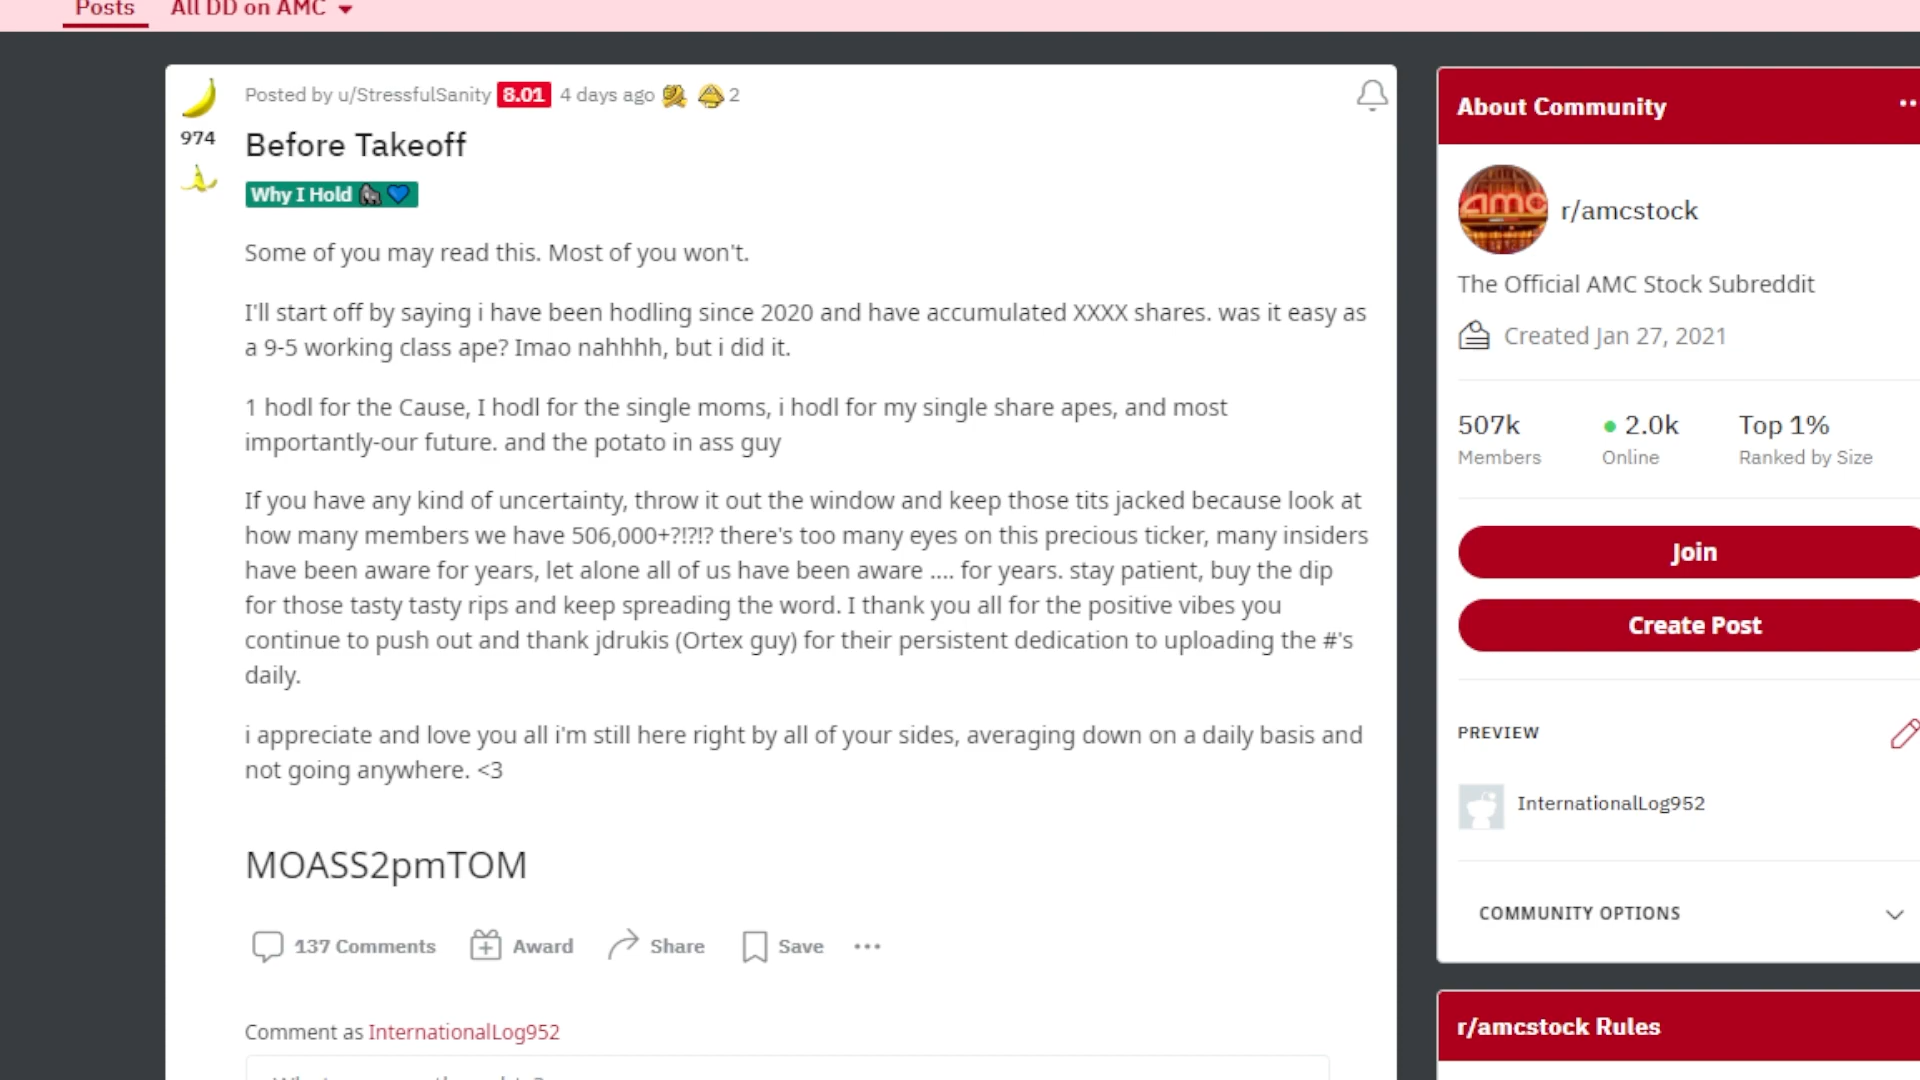 Posts All DD on AMC
Posted by u/StressfulSanity 8.01 4 days ago 2
974
Before Takeoff
Why I Hold
Some of you may read this. Most of you won't.
I'll start off by saying i have been hodling since 2020 and have accumulated XXXX shares. was it easy as
a 9-5 working class ape? lmao nahhhh, but i did it.
1 hodl for the Cause, I hodl for the single moms, i hodl for my single share apes, and most
importantly-our future. and the potato in ass guy
If you have any kind of uncertainty, throw it out the window and keep those tits jacked because look at
how many members we have 506,000+?!?!? there's too many eyes on this precious ticker, many insiders
have been aware for years, let alone all of us have been aware .... for years. stay patient, buy the dip
for those tasty tasty rips and keep spreading the word. I thank you all for the positive vibes you
continue to push out and thank jdrukis (Ortex guy) for their persistent dedication to uploading the #'s
daily.
i appreciate and love you all i'm still here right by all of your sides, averaging down on a daily basis and
not going anywhere. <3
MOASS2pmTOM
137 Comments Award Share Save
Comment as InternationalLog952
About Community
amc
r/amcstock
The Official AMC Stock Subreddit
Created Jan 27, 2021
507k 2.0k Top 1%
Members Online Ranked by Size
Join
Create Post
PREVIEW
InternationalLog952
COMMUNITY OPTIONS
r/amcstock Rules